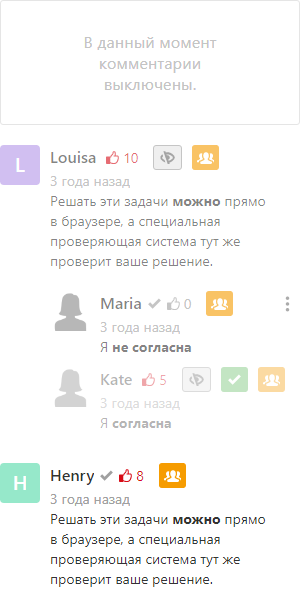 В данный момент
комментарии
выключены.
L
Louisa 10
3 года назад
Решать эти задачи можно прямо
в браузере, а специальная
проверяющая система тут же
проверит ваше решение.
Maria 0
3 года назад
Я не согласна
Kate 5
3 года назад
Я согласна
H
Henry 8
3 года назад
Решать эти задачи можно прямо
в браузере, а специальная
проверяющая система тут же
проверит ваше решение.